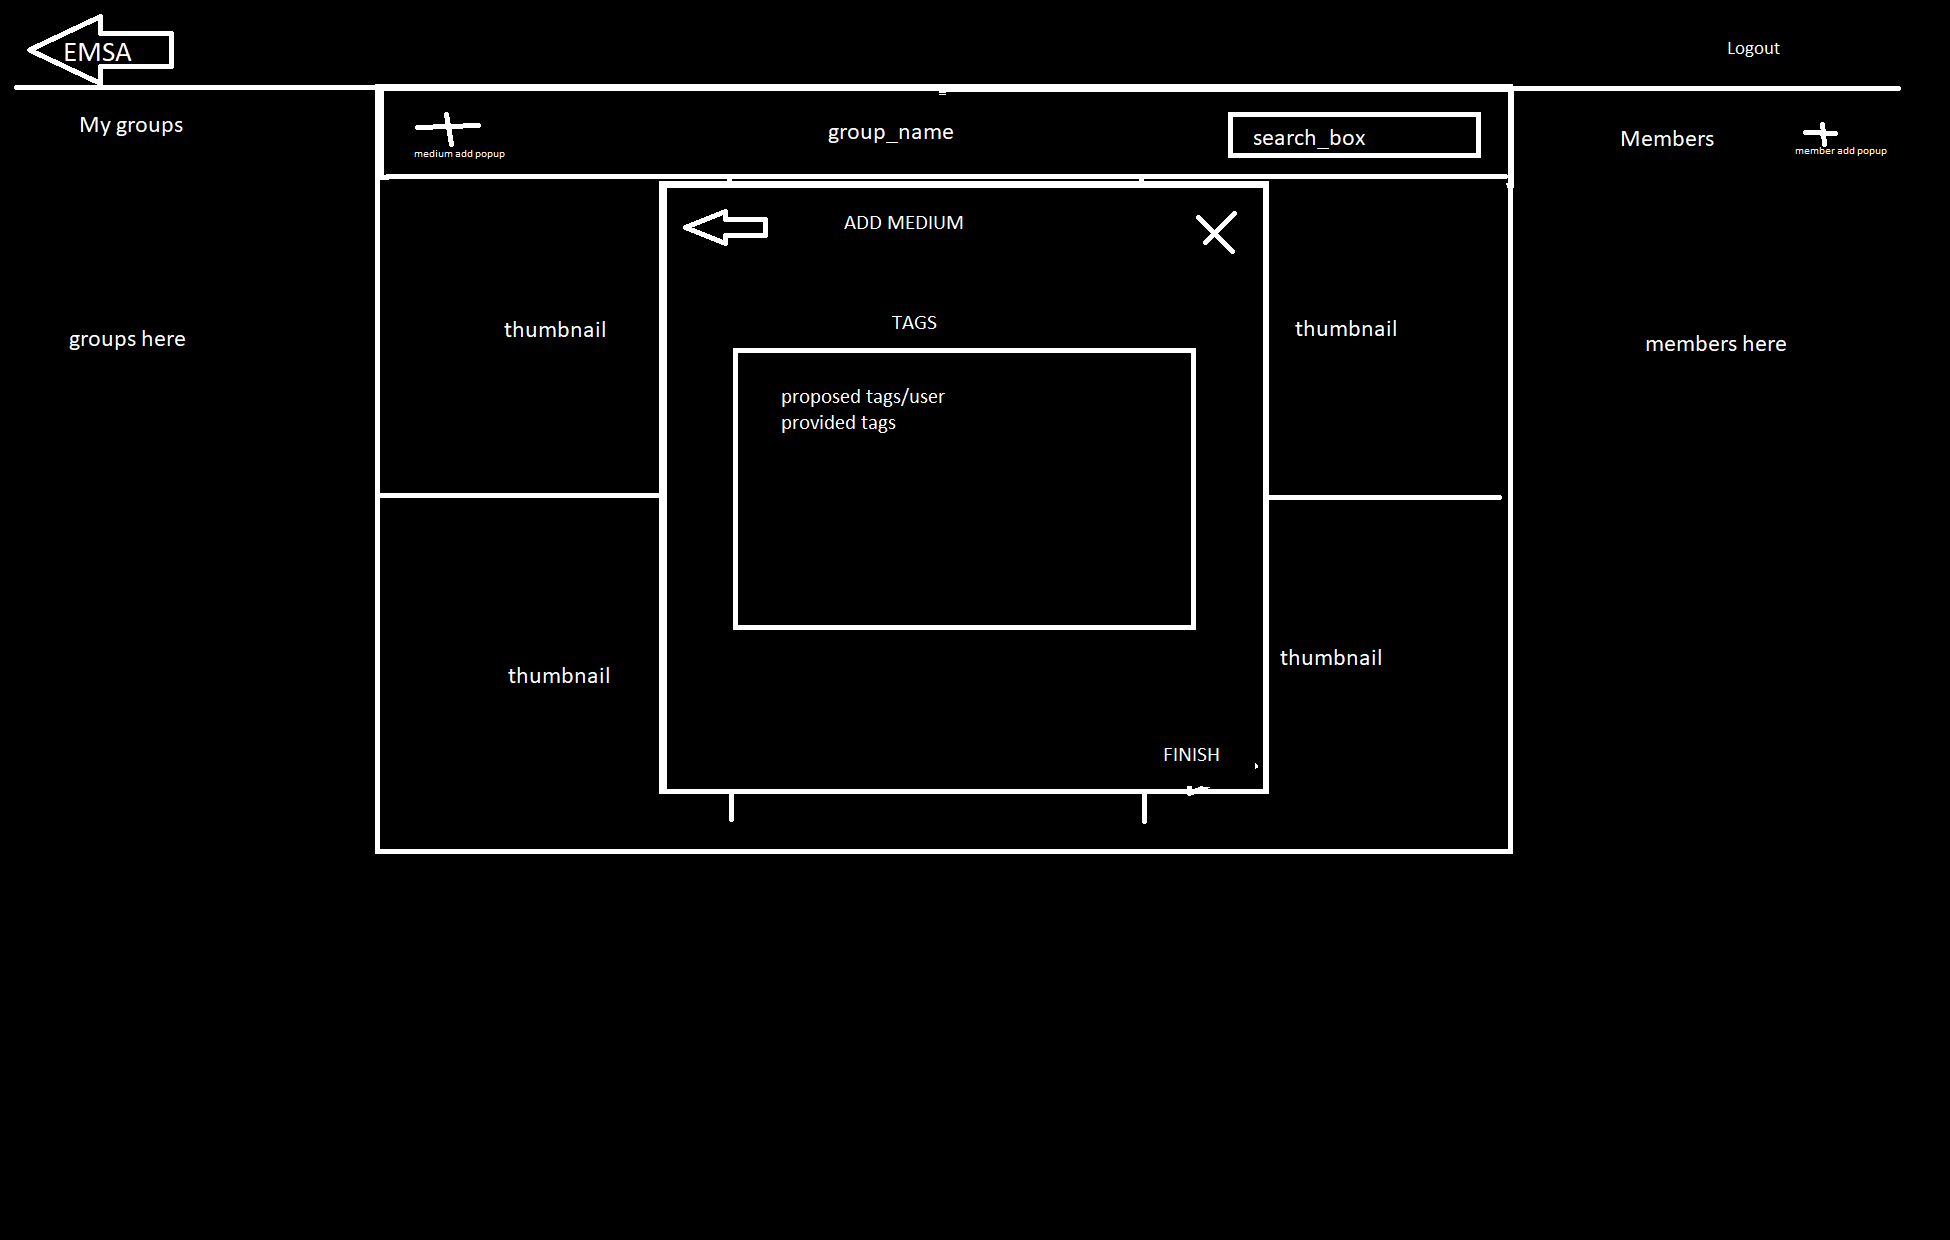 EMSA
Logout
My groups
medium add popup
group_name
search_box
Members
member add popup
ADD MEDIUM
TAGS
groups here
thumbnail
thumbnail
members here
proposed tags/user
provided tags
thumbnail
thumbnail
FINISH